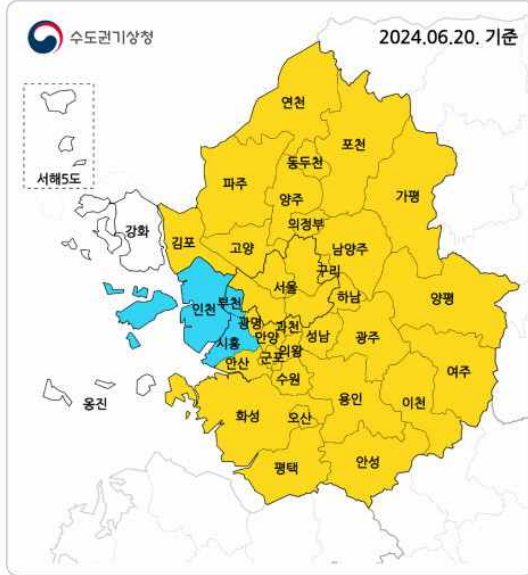 수도권기상청
2024.06.20. 기준
서해5도
연천
포천
동두천
파주
양주
가평
의정부
강화
김포
고양
남양주
구리
서울
하남
양평
인천
부천
광명
과천
안양
성남
광주
시흥
의왕
안산
군포
수원
여주
용인
이천
옹진
화성
오산
평택
안성